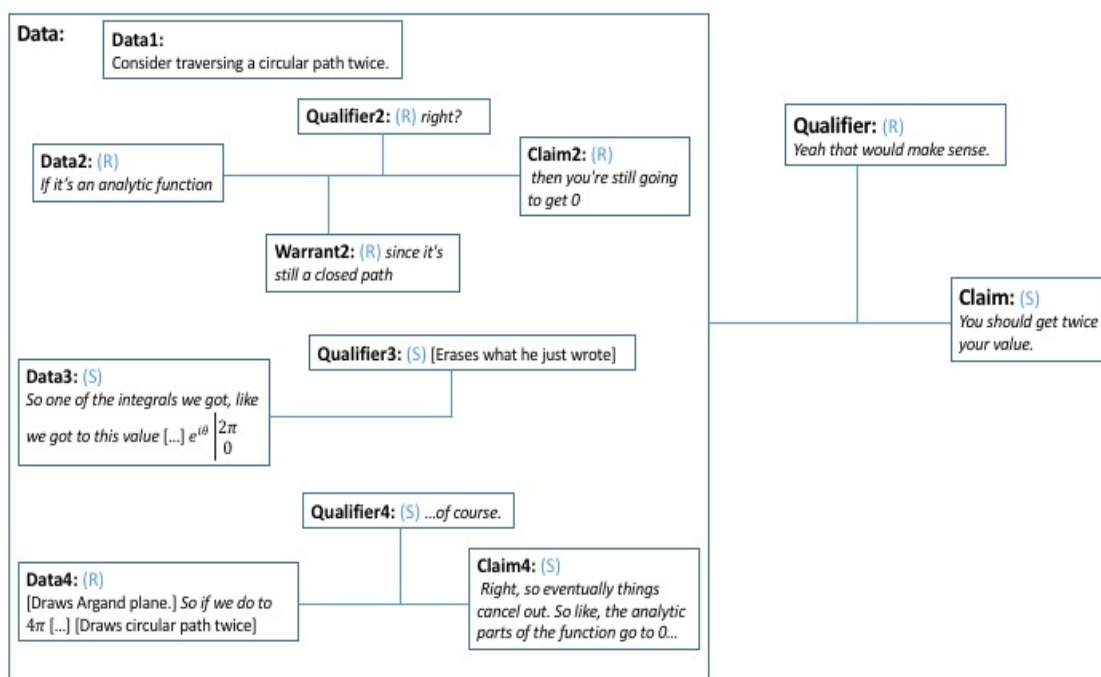 Data:
Data1:
Consider traversing a circular path twice.
Qualifier2: (R) right?
Data2: (R)
If it's an analytic function
Claim2: (R)
then you're still going
to get 0
Warrant2: (R) since it's
still a closed path
Qualifier3: (S) [Erases what he just wrote]
Data3: (S)
So one of the integrals we got, like
we got to this value [...] e^{iθ} |2π
0
Qualifier4: (S) ...of course.
Data4: (R)
[Draws Argand plane.] So if we do to
4π [...] [Draws circular path twice]
Claim4: (S)
Right, so eventually things
cancel out. So like, the analytic
parts of the function go to 0...
Qualifier: (R)
Yeah that would make sense.
Claim: (S)
You should get twice
your value.